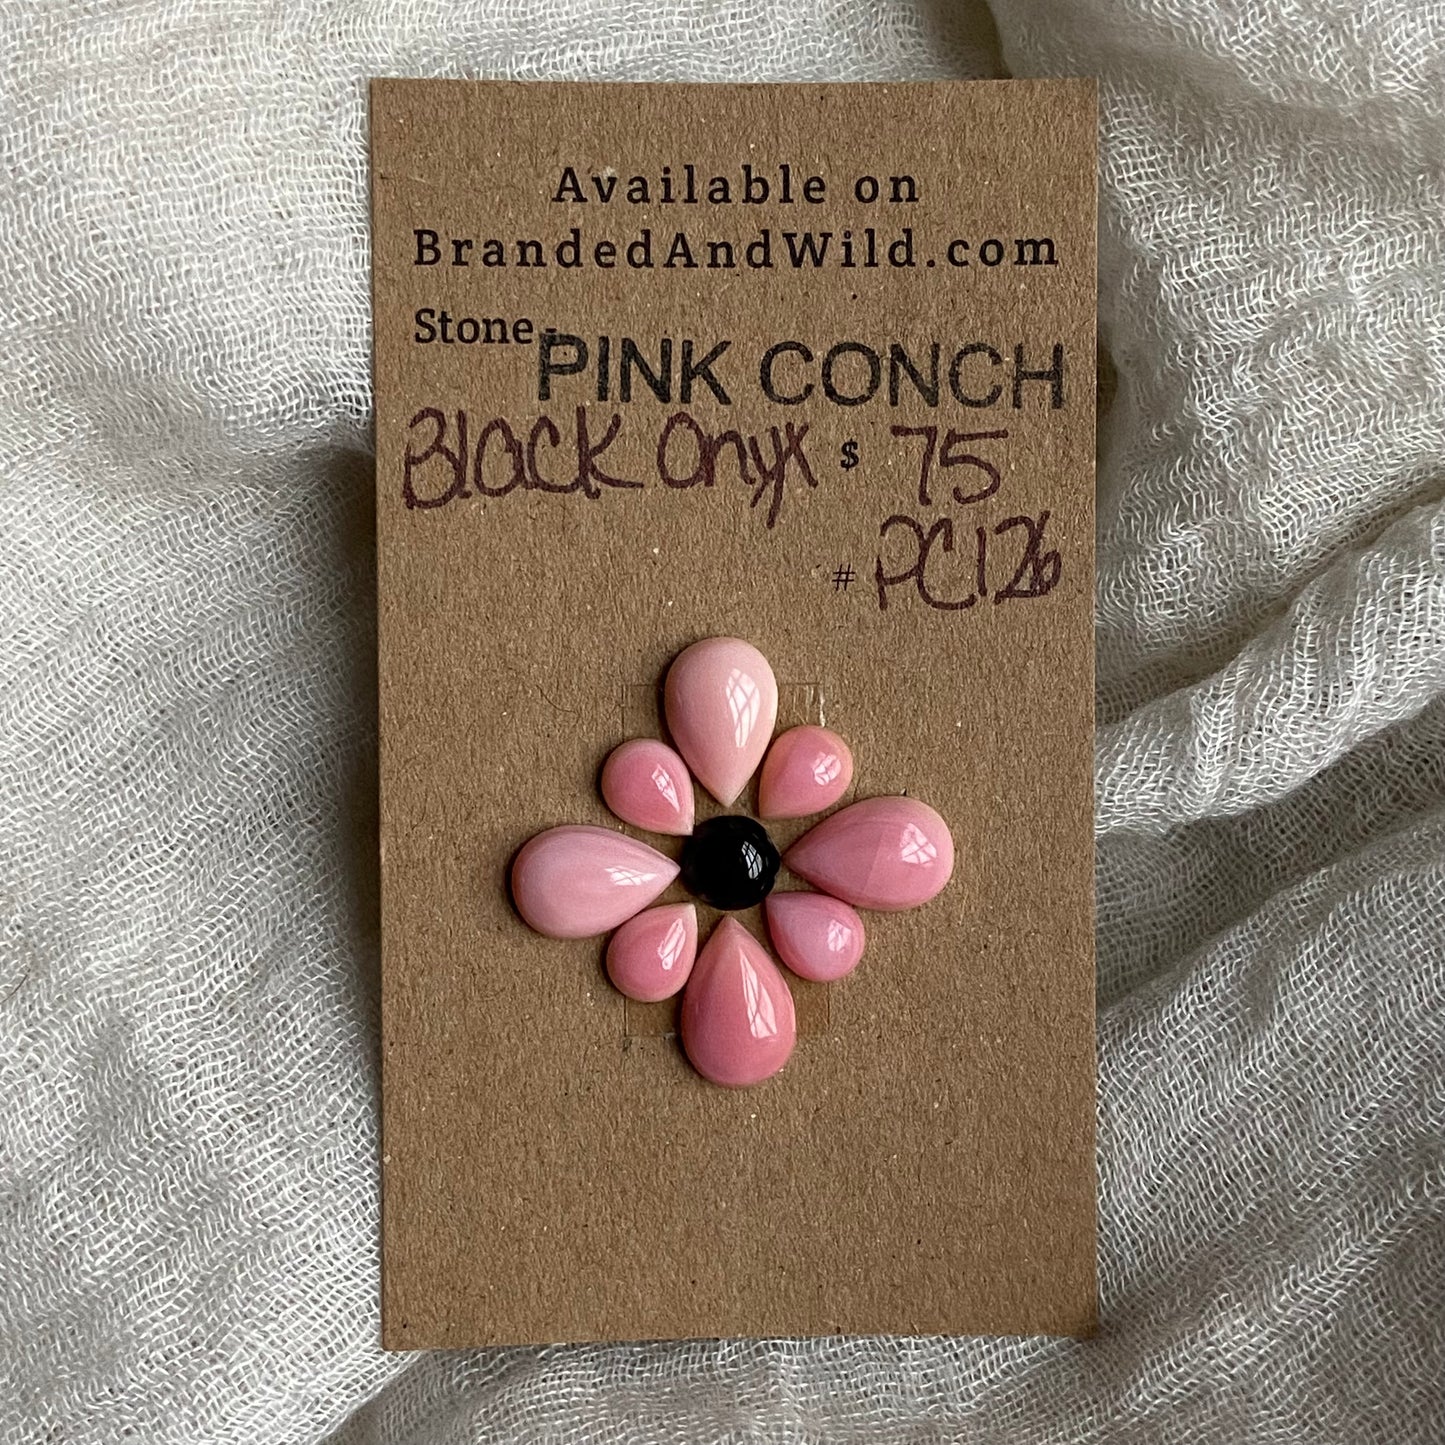 Available on
BrandedAndWild.com
Stone - PINK CONCH
Black Onyx $ 75
# PC126